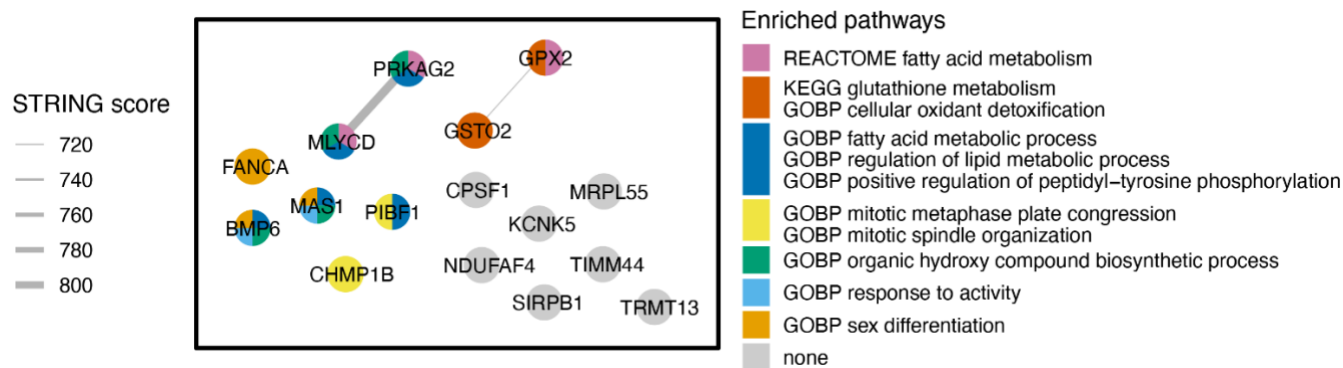 STRING score
720
740
760
780
800
PRKAG2
GPX2
MLYCD
GSTO2
FANCA
CPSF1
MRPL55
MAS1
PIBF1
BMP6
KCNK5
CHMP1B
NDUFAF4
TIMM44
SIRPB1
TRMT13
Enriched pathways
REACTOME fatty acid metabolism
KEGG glutathione metabolism
GOBP cellular oxidant detoxification
GOBP fatty acid metabolic process
GOBP regulation of lipid metabolic process
GOBP positive regulation of peptidyl−tyrosine phosphorylation
GOBP mitotic metaphase plate congression
GOBP mitotic spindle organization
GOBP organic hydroxy compound biosynthetic process
GOBP response to activity
GOBP sex differentiation
none